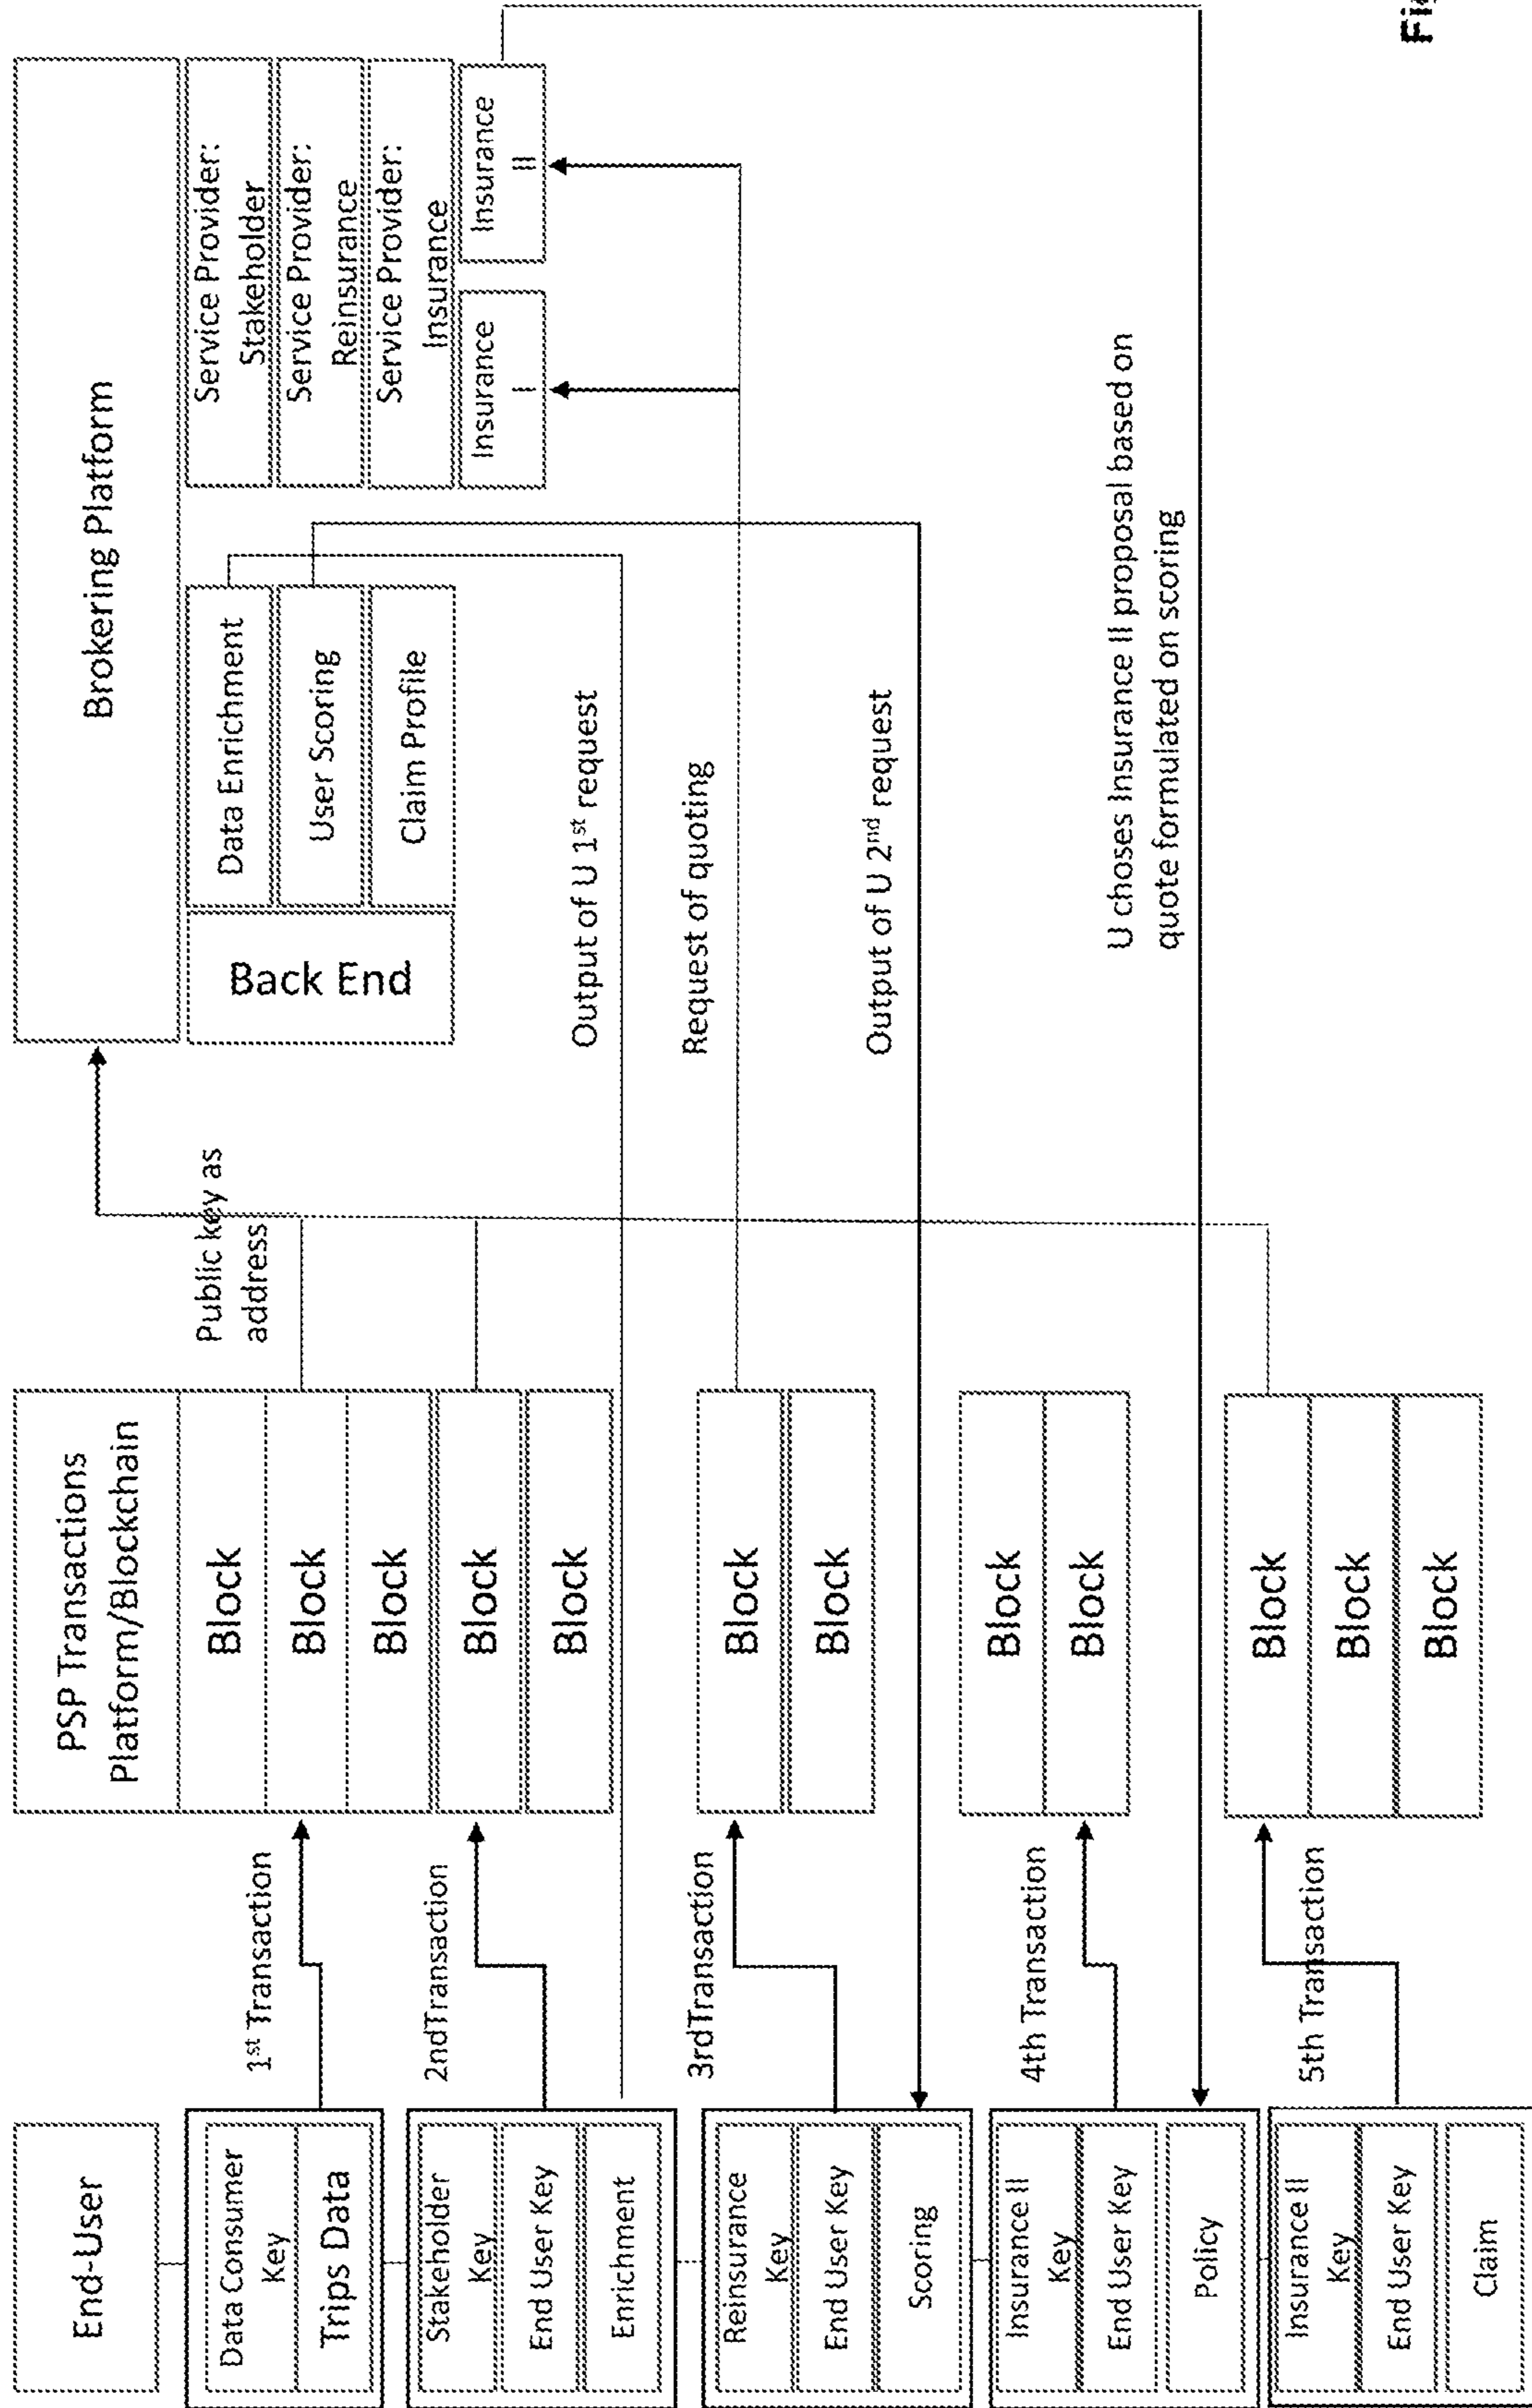 End-User
Data Consumer
Key
Trips Data
Stakeholder
Key
End User Key
Enrichment
Reinsurance
Key
End User Key
Scoring
Insurance II
Key
End User Key
Policy
Insurance II
Key
End User Key
Claim
1st Transaction
2ndTransaction
3rdTransaction
4th Transaction
5th Transaction
PSP Transactions
Platform/Blockchain
Block
Block
Block
Block
Block
Block
Block
Block
Block
Block
Block
Block
Public key as
address
Brokering Platform
Back End
Data Enrichment
User Scoring
Claim Profile
Service Provider:
Stakeholder
Service Provider:
Reinsurance
Service Provider:
Insurance
Insurance
I
Insurance
II
Output of U 1st request
Request of quoting
Output of U 2nd request
U choses Insurance II proposal based on
quote formulated on scoring